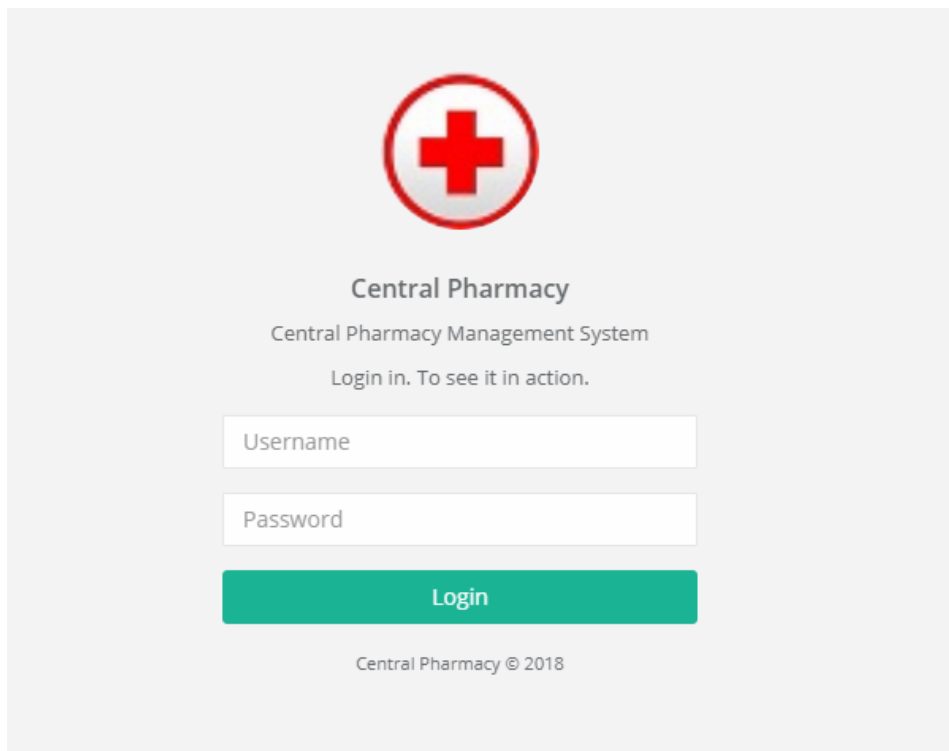 Central Pharmacy
Central Pharmacy Management System
Login in. To see it in action.
Username
Password
Login
Central Pharmacy © 2018